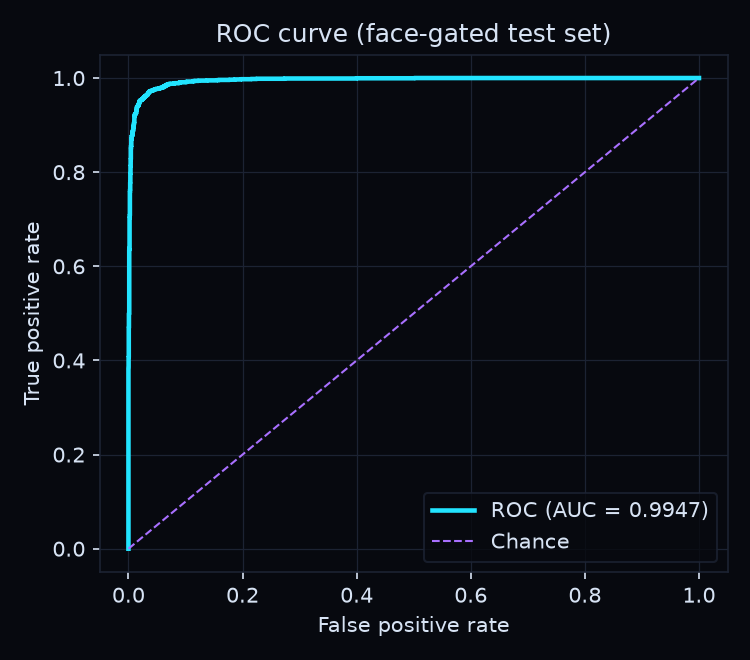 ROC curve (face-gated test set)
True positive rate
1.0
0.8
0.6
0.4
0.2
0.0
ROC (AUC = 0.9947)
Chance
0.0 0.2 0.4 0.6 0.8 1.0
False positive rate